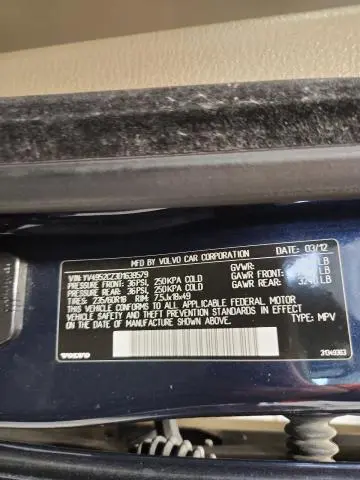 MFD BY VOLVO CAR CORPORATION DATE: 03/12
VIN: YV4952CZ3D1639579 GVWR: LB
PRESSURE FRONT: 36PSI, 250KPA COLD GAWR FRONT: LB
PRESSURE REAR: 36PSI, 250KPA COLD GAWR REAR: LB
TIRES: 235/60R18 RIM: 7.5Jx18x49
THIS VEHICLE CONFORMS TO ALL APPLICABLE FEDERAL MOTOR
VEHICLE SAFETY AND THEFT PREVENTION STANDARDS IN EFFECT
ON THE DATE OF MANUFACTURE SHOWN ABOVE.
TYPE: MPV
VOLVO 31349363